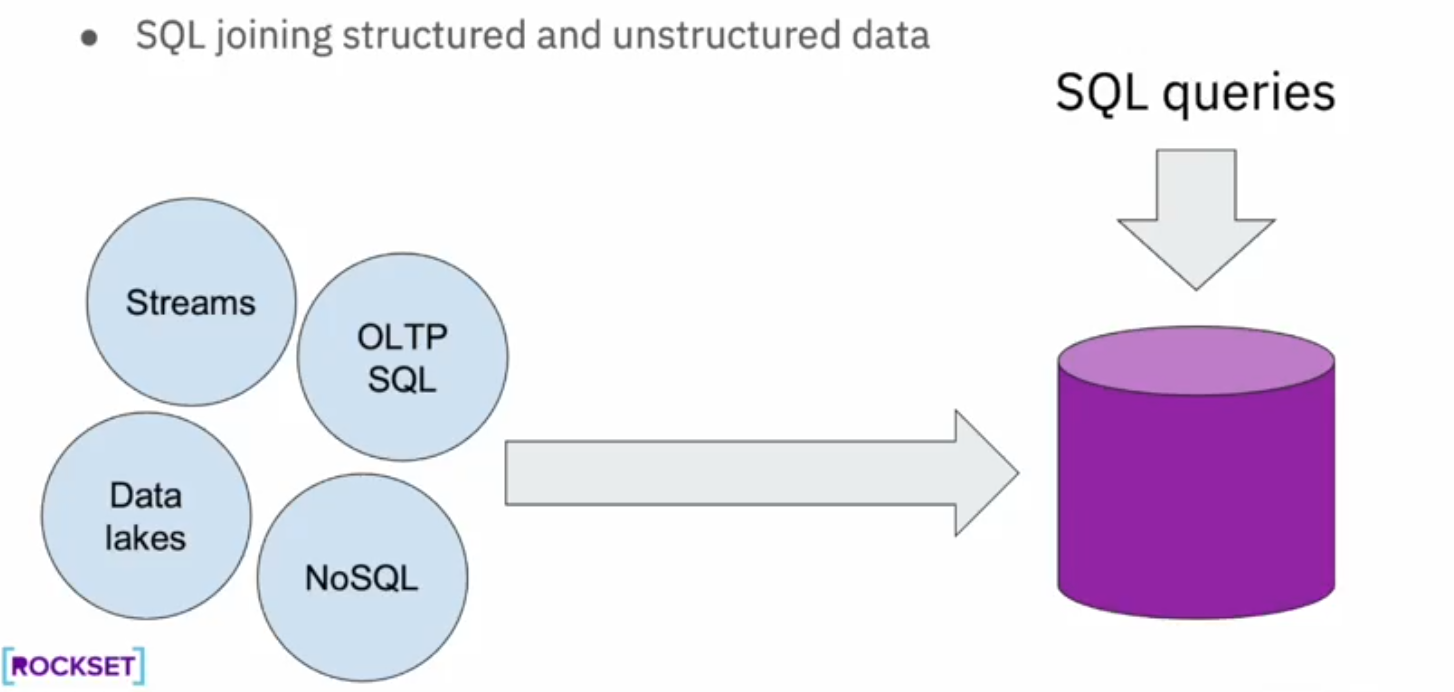 ● SQL joining structured and unstructured data
SQL queries
Streams
OLTP
SQL
Data
lakes
NoSQL
[ROCKSET]